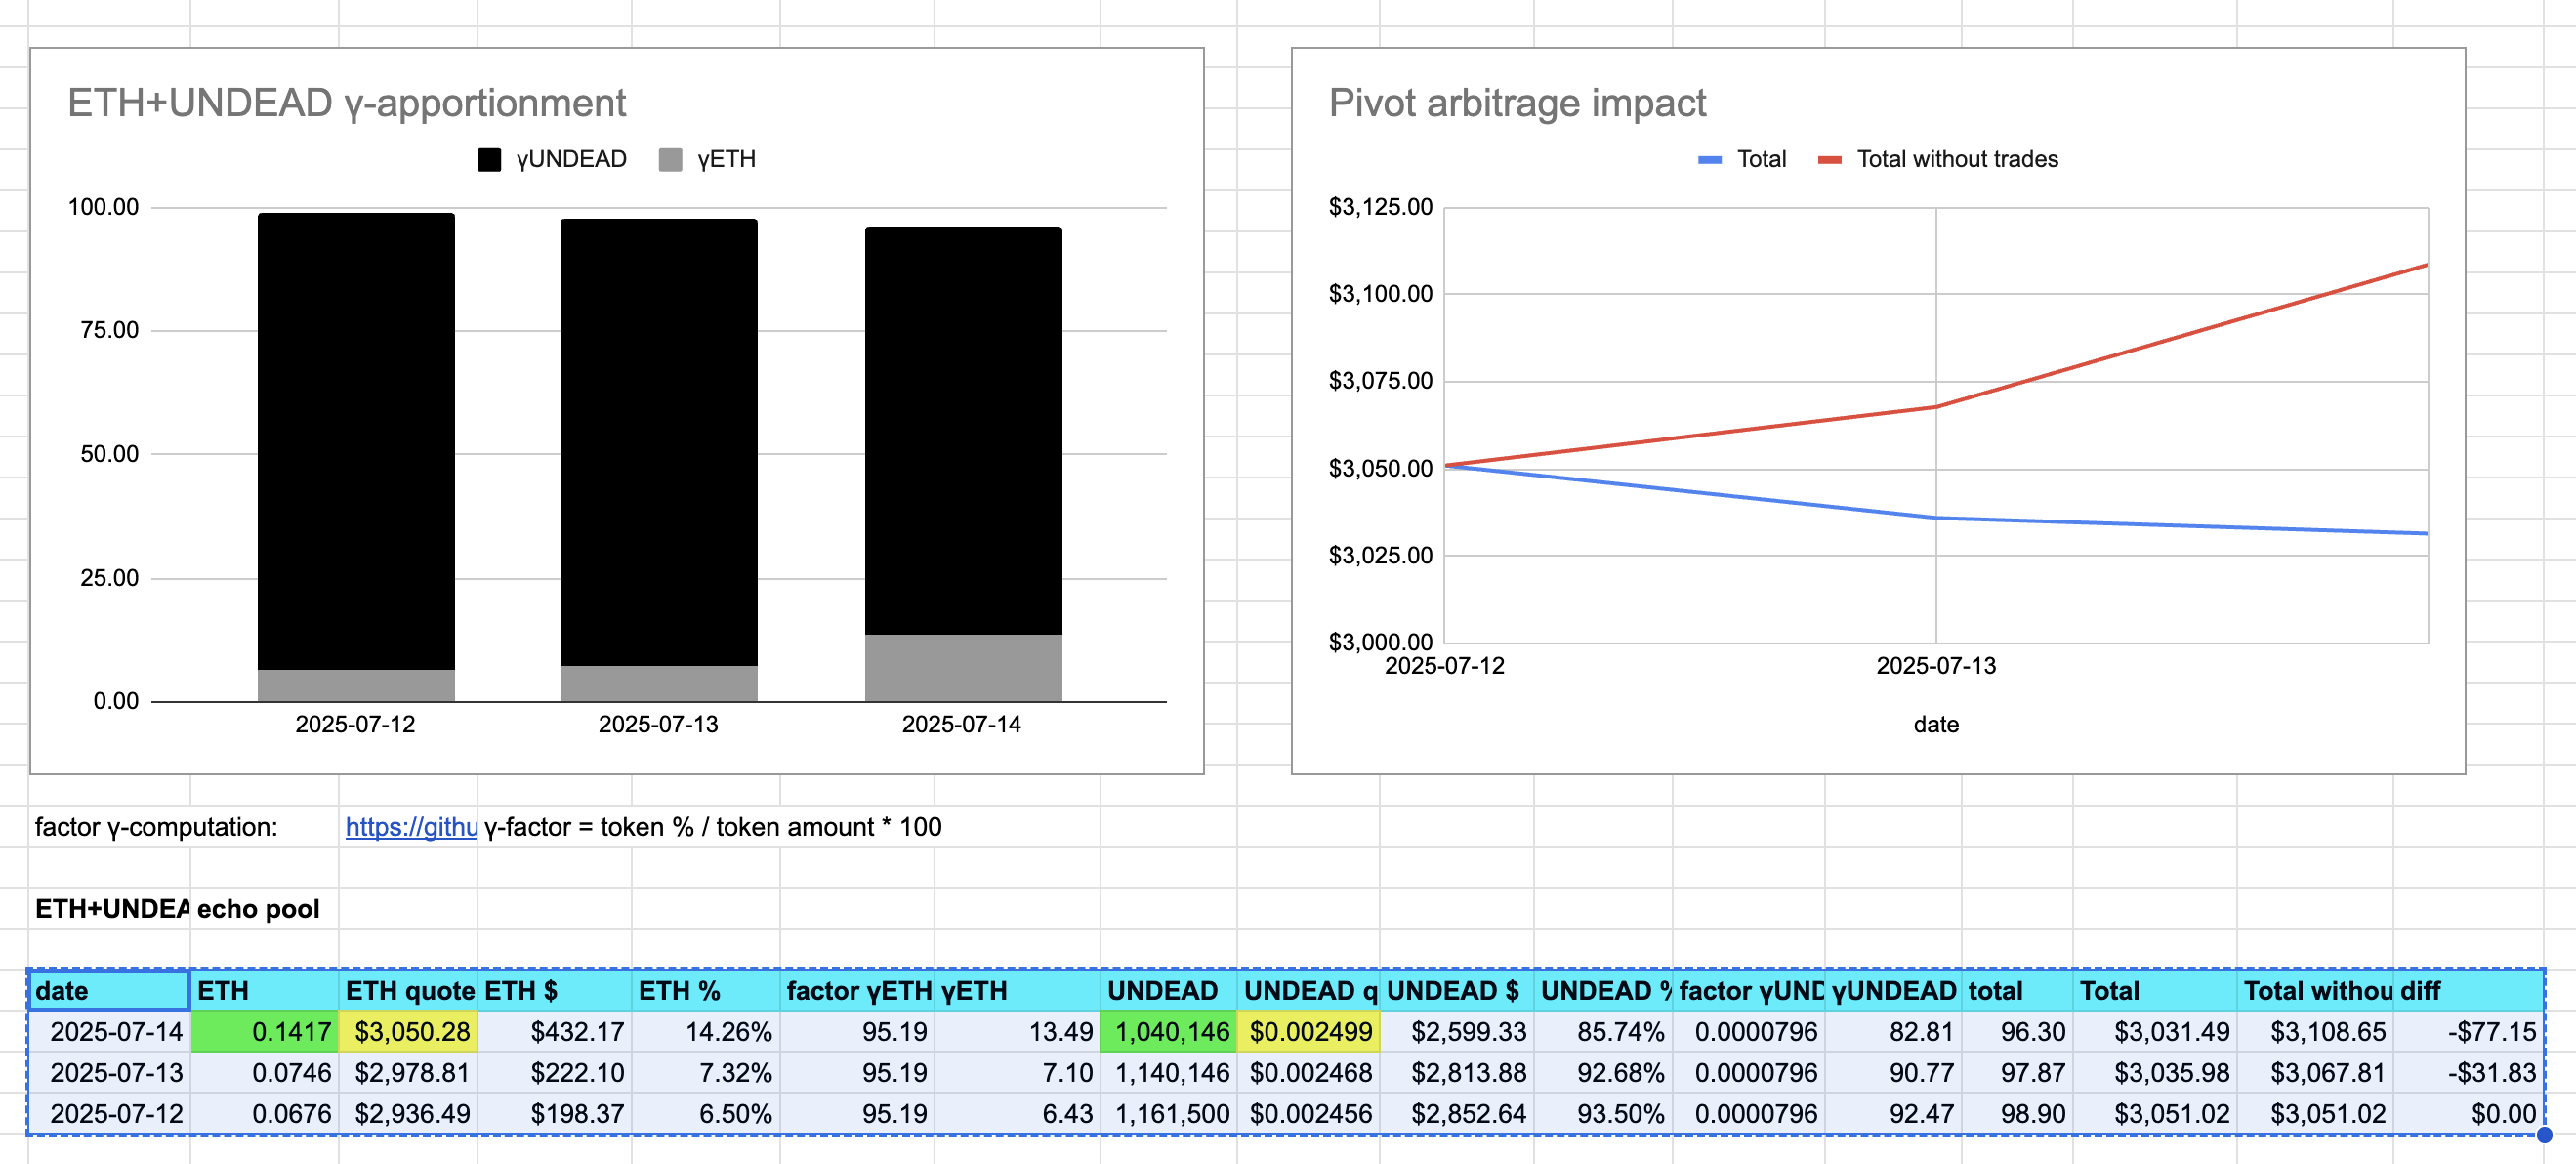 ETH+UNDEAD γ-apportionment
γUNDEAD γETH
100.00
75.00
50.00
25.00
0.00
2025-07-12 2025-07-13 2025-07-14
Pivot arbitrage impact
Total Total without trades
$3,125.00
$3,100.00
$3,075.00
$3,050.00
$3,025.00
$3,000.00
2025-07-12 2025-07-13
date
factor γ-computation: https://githu γ-factor = token % / token amount * 100
ETH+UNDEA echo pool
date ETH ETH quote ETH $ ETH % factor γETH γETH UNDEAD UNDEAD q UNDEAD $ UNDEAD % factor γUND γUNDEAD total Total Total withou diff
2025-07-14 0.1417 $3,050.28 $432.17 14.26% 95.19 13.49 1,040,146 $0.002499 $2,599.33 85.74% 0.0000796 82.81 96.30 $3,031.49 $3,108.65 -$77.15
2025-07-13 0.0746 $2,978.81 $222.10 7.32% 95.19 7.10 1,140,146 $0.002468 $2,813.88 92.68% 0.0000796 90.77 97.87 $3,035.98 $3,067.81 -$31.83
2025-07-12 0.0676 $2,936.49 $198.37 6.50% 95.19 6.43 1,161,500 $0.002456 $2,852.64 93.50% 0.0000796 92.47 98.90 $3,051.02 $3,051.02 $0.00